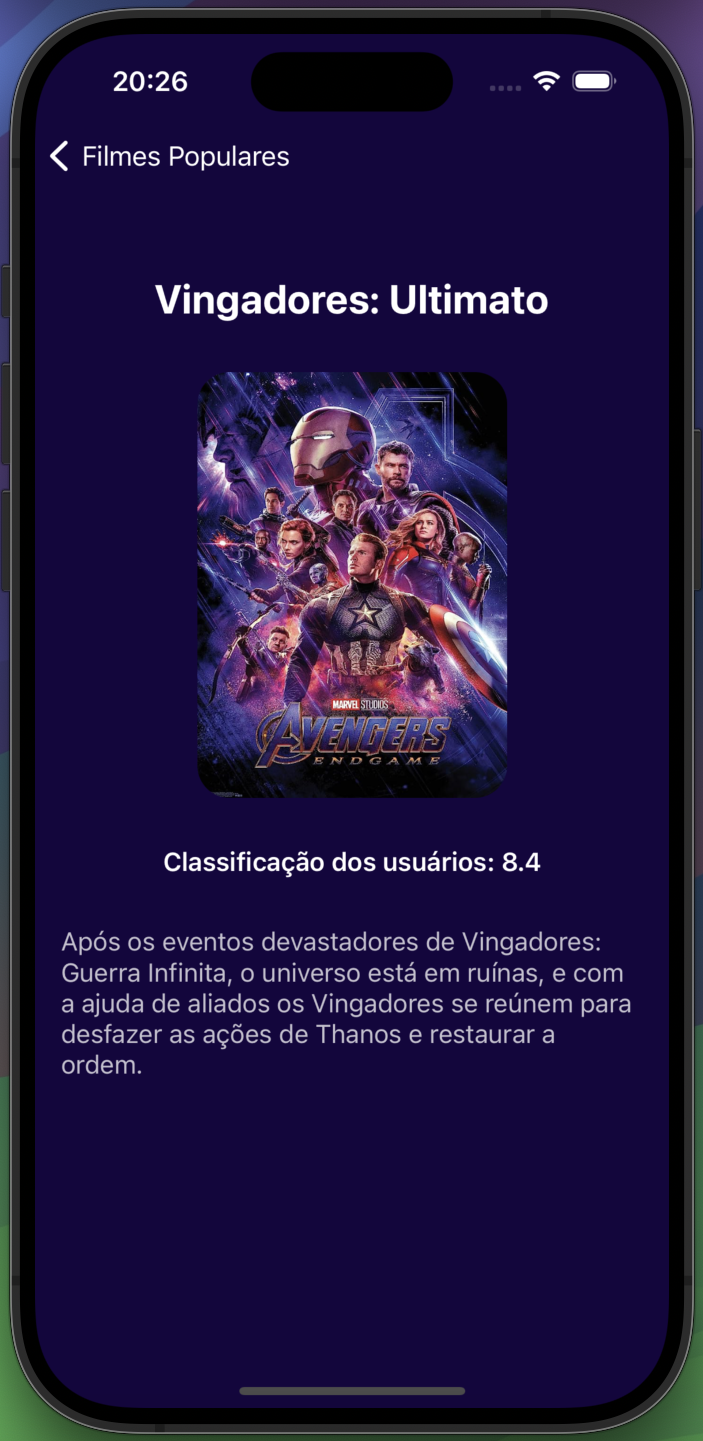 20:26
Filmes Populares
Vingadores: Ultimato
MARVEL STUDIOS
AVENGERS
ENDGAME
Classificação dos usuários: 8.4
Após os eventos devastadores de Vingadores:
Guerra Infinita, o universo está em ruínas, e com
a ajuda de aliados os Vingadores se reúnem para
desfazer as ações de Thanos e restaurar a
ordem.